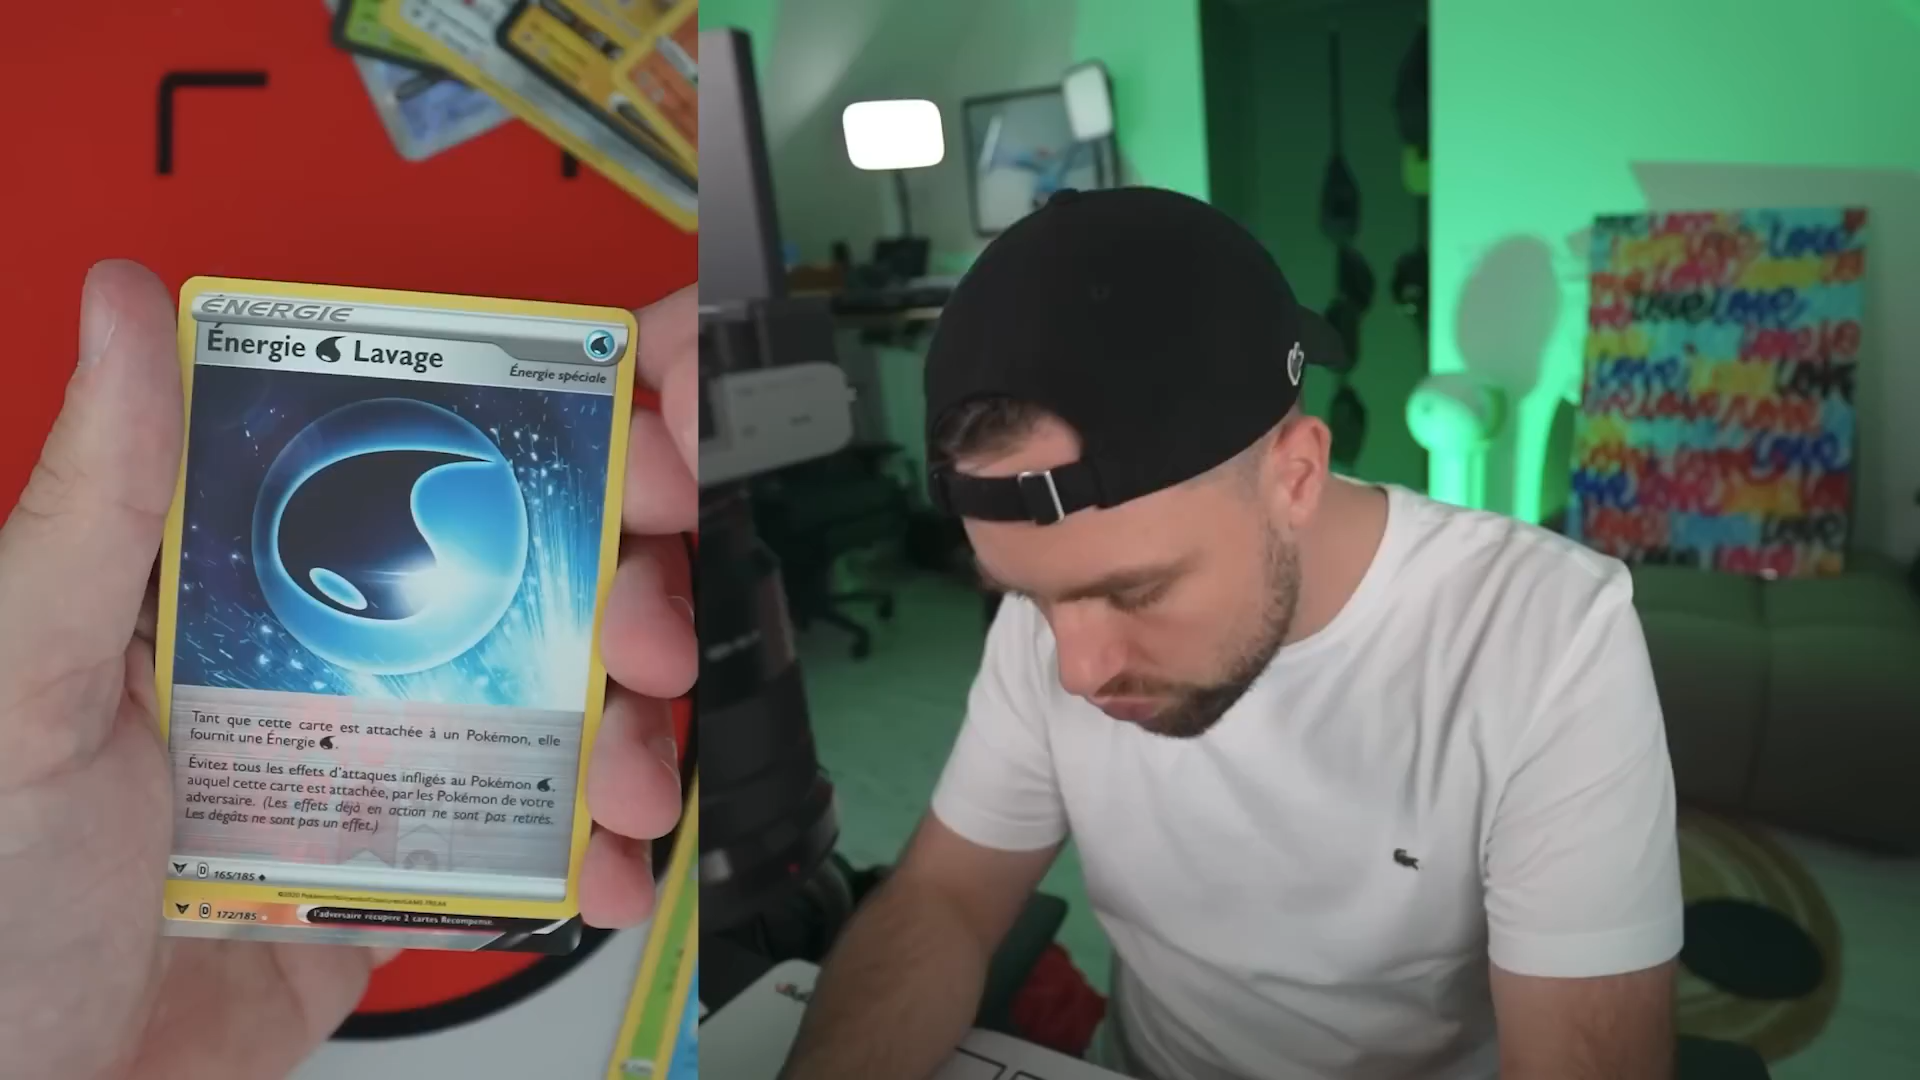 ÉNERGIE
Énergie Lavage
Énergie spéciale
Tant que cette carte est attachée à un Pokémon, elle
fournit une Énergie .
Évitez tous les effets d'attaques infligés au Pokémon ,
auquel cette carte est attachée, par les Pokémon de votre
adversaire. (Les effets déjà en action ne sont pas retirés.
Les dégâts ne sont pas un effet.)
D 165/185
D 172/185
l'adversaire récupère 2 cartes Récompense.
LOVE